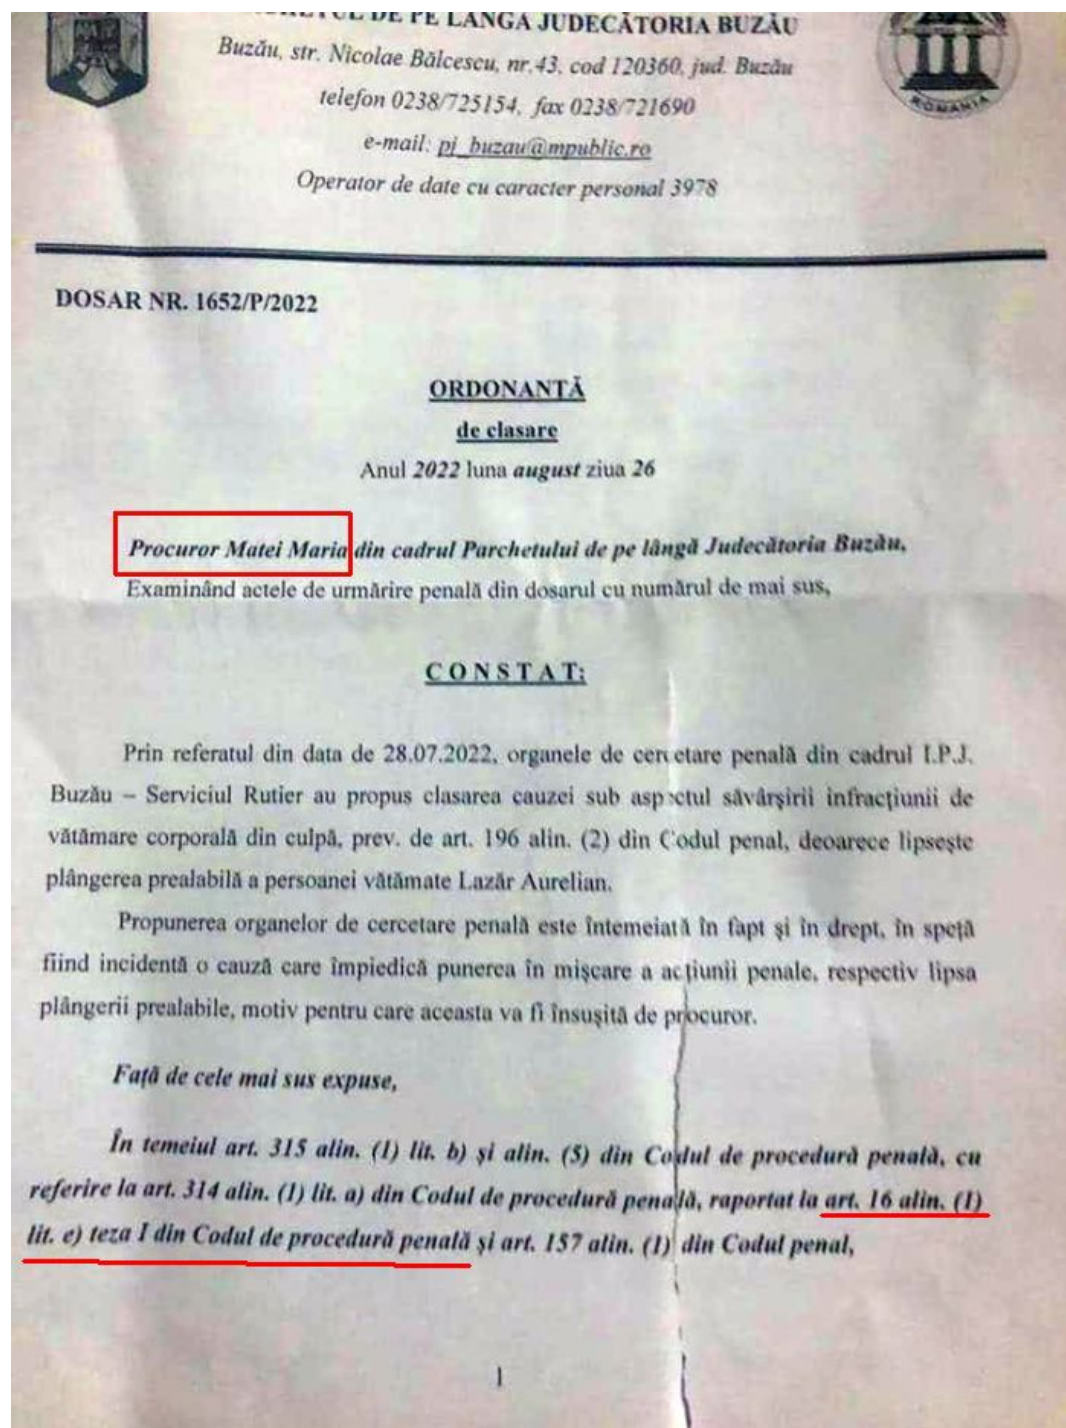 DE PE LÂNGĂ JUDECĂTORIA BUZĂU
Buzău, str. Nicolae Bălcescu, nr.43, cod 120360, jud. Buzău
telefon 0238/725154, fax 0238/721690
e-mail: pj_buzau@mpublic.ro
Operator de date cu caracter personal 3978
ROMANIA
DOSAR NR. 1652/P/2022
ORDONANȚĂ
de clasare
Anul 2022 luna august ziua 26
Procuror Matei Maria din cadrul Parchetului de pe lângă Judecătoria Buzău,
Examinând actele de urmărire penală din dosarul cu numărul de mai sus,
CONSTAT:
Prin referatul din data de 28.07.2022, organele de cercetare penală din cadrul I.P.J.
Buzău – Serviciul Rutier au propus clasarea cauzei sub aspectul săvârșirii infracțiunii de
vătămare corporală din culpă, prev. de art. 196 alin. (2) din Codul penal, deoarece lipsește
plângerea prealabilă a persoanei vătămate Lazăr Aurelian.
Propunerea organelor de cercetare penală este întemeiată în fapt și în drept, în speță
fiind incidentă o cauză care împiedică punerea în mișcare a acțiunii penale, respectiv lipsa
plângerii prealabile, motiv pentru care aceasta va fi însușită de procuror.
Față de cele mai sus expuse,
În temeiul art. 315 alin. (1) lit. b) și alin. (5) din Codul de procedură penală, cu
referire la art. 314 alin. (1) lit. a) din Codul de procedură penală, raportat la art. 16 alin. (1)
lit. e) teza I din Codul de procedură penală și art. 157 alin. (1) din Codul penal,
1